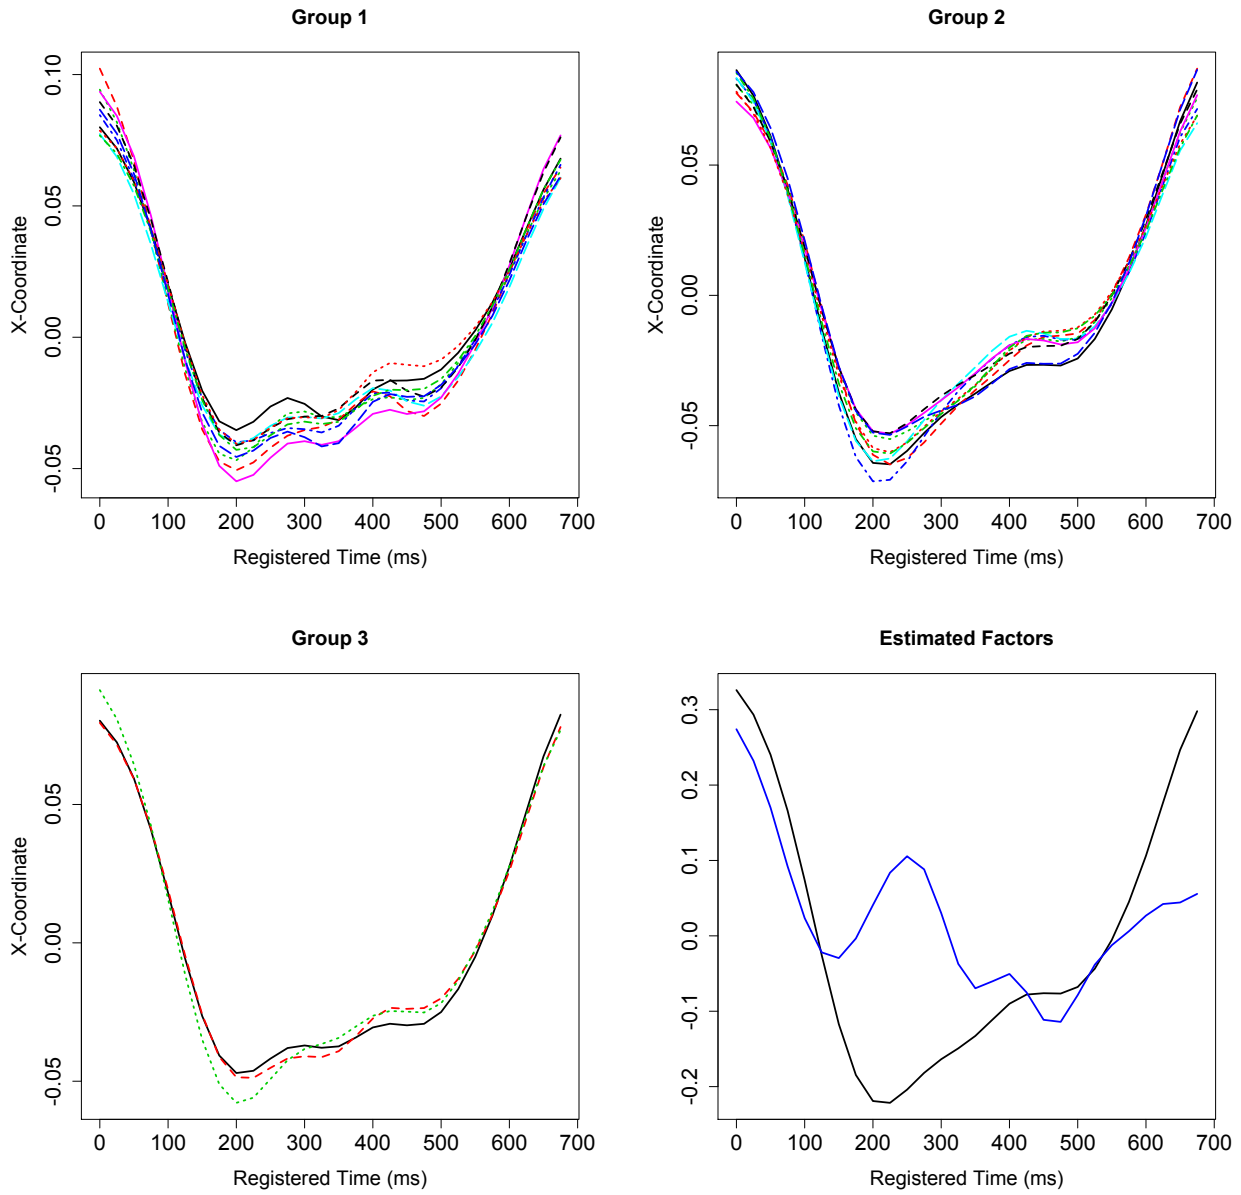 Group 1
X-Coordinate
0.10
0.05
0.00
-0.05
0 100 200 300 400 500 600 700
Registered Time (ms)
Group 2
X-Coordinate
0.05
0.00
-0.05
0 100 200 300 400 500 600 700
Registered Time (ms)
Group 3
X-Coordinate
0.05
0.00
-0.05
0 100 200 300 400 500 600 700
Registered Time (ms)
Estimated Factors
0.3
0.2
0.1
0.0
-0.1
-0.2
0 100 200 300 400 500 600 700
Registered Time (ms)